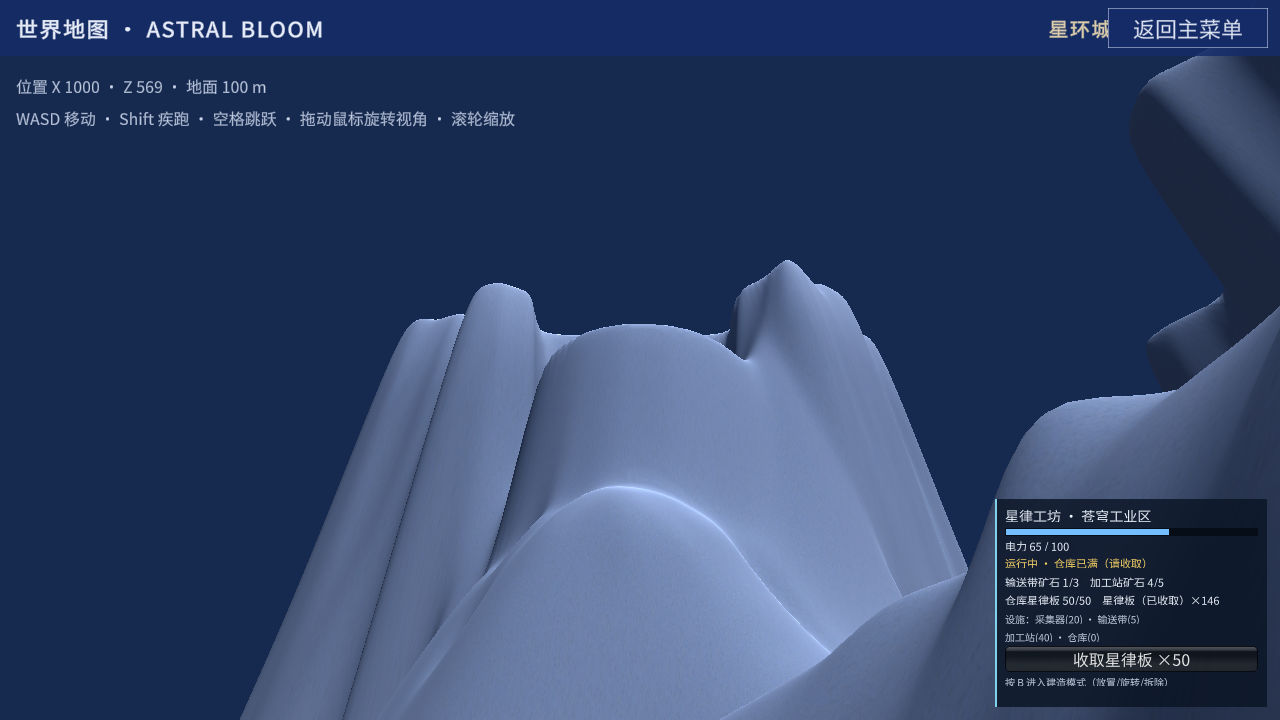 世界地图 · ASTRAL BLOOM
星环城
返回主菜单
位置 X 1000 · Z 569 · 地面 100 m
WASD 移动 · Shift 疾跑 · 空格跳跃 · 拖动鼠标旋转视角 · 滚轮缩放
星律工坊 · 苍穹工业区
电力 65 / 100
运行中 · 仓库已满（请收取）
输送带矿石 1/3 加工站矿石 4/5
仓库星律板 50/50 星律板（已收取）×146
设施：采集器(20) · 输送带(5)
加工站(40) · 仓库(0)
收取星律板 ×50
按 B 进入建造模式（放置/旋转/拆除）